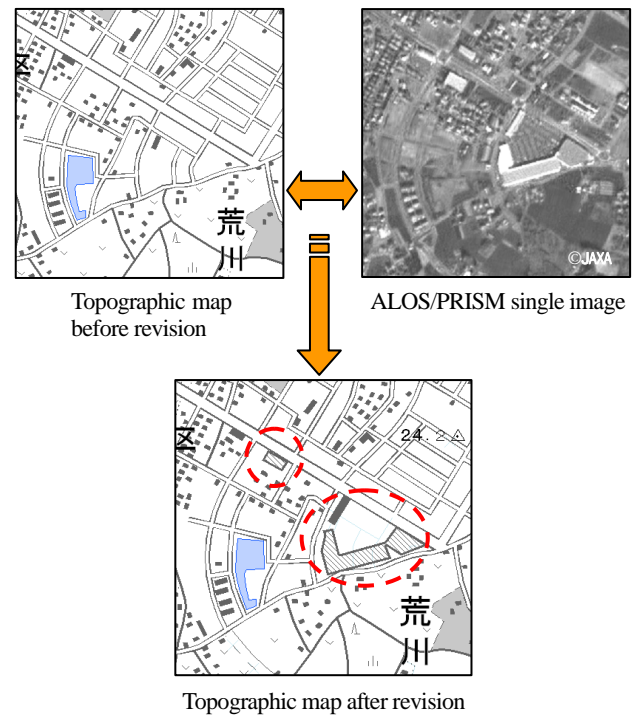 区
荒
川
©JAXA
Topographic map
before revision
ALOS/PRISM single image
24.2
区
荒
川
Topographic map after revision